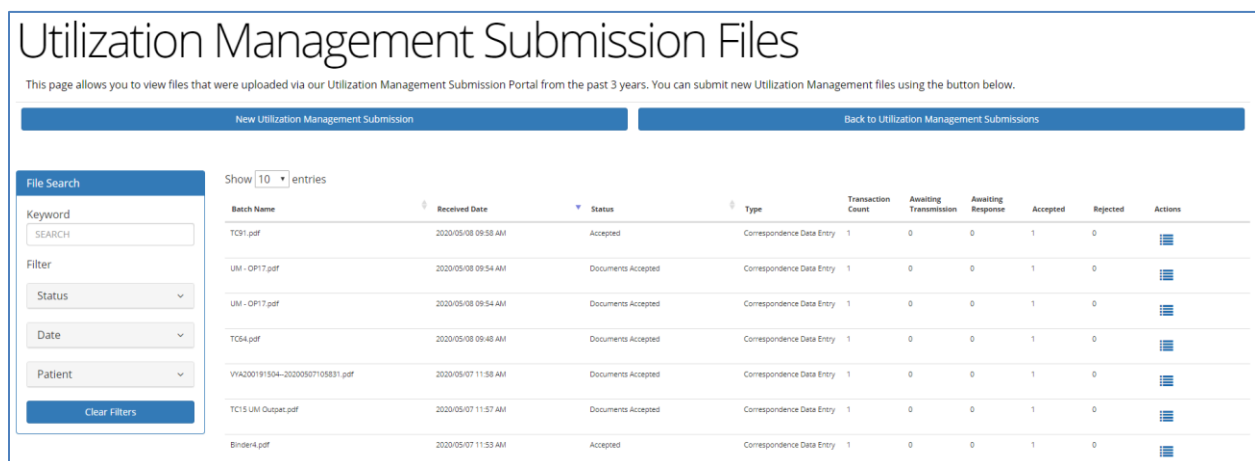 Utilization Management Submission Files
This page allows you to view files that were uploaded via our Utilization Management Submission Portal from the past 3 years. You can submit new Utilization Management files using the button below.
New Utilization Management Submission
Back to Utilization Management Submissions
File Search
Keyword
SEARCH
Filter
Status
Date
Patient
Clear Filters
Show 10 entries
Batch Name Received Date Status Type Transaction Count Awaiting Transmission Awaiting Response Accepted Rejected Actions
TC91.pdf 2020/05/08 09:58 AM Accepted Correspondence Data Entry 1 0 0 1 0
UM - OP17.pdf 2020/05/08 09:54 AM Documents Accepted Correspondence Data Entry 1 0 0 1 0
UM - OP17.pdf 2020/05/08 09:54 AM Documents Accepted Correspondence Data Entry 1 0 0 1 0
TC64.pdf 2020/05/08 09:48 AM Documents Accepted Correspondence Data Entry 1 0 0 1 0
VYA200191504--20200507105831.pdf 2020/05/07 11:58 AM Documents Accepted Correspondence Data Entry 1 0 0 1 0
TC15 UM Outpat.pdf 2020/05/07 11:57 AM Documents Accepted Correspondence Data Entry 1 0 0 1 0
Binder4.pdf 2020/05/07 11:53 AM Accepted Correspondence Data Entry 1 0 0 1 0